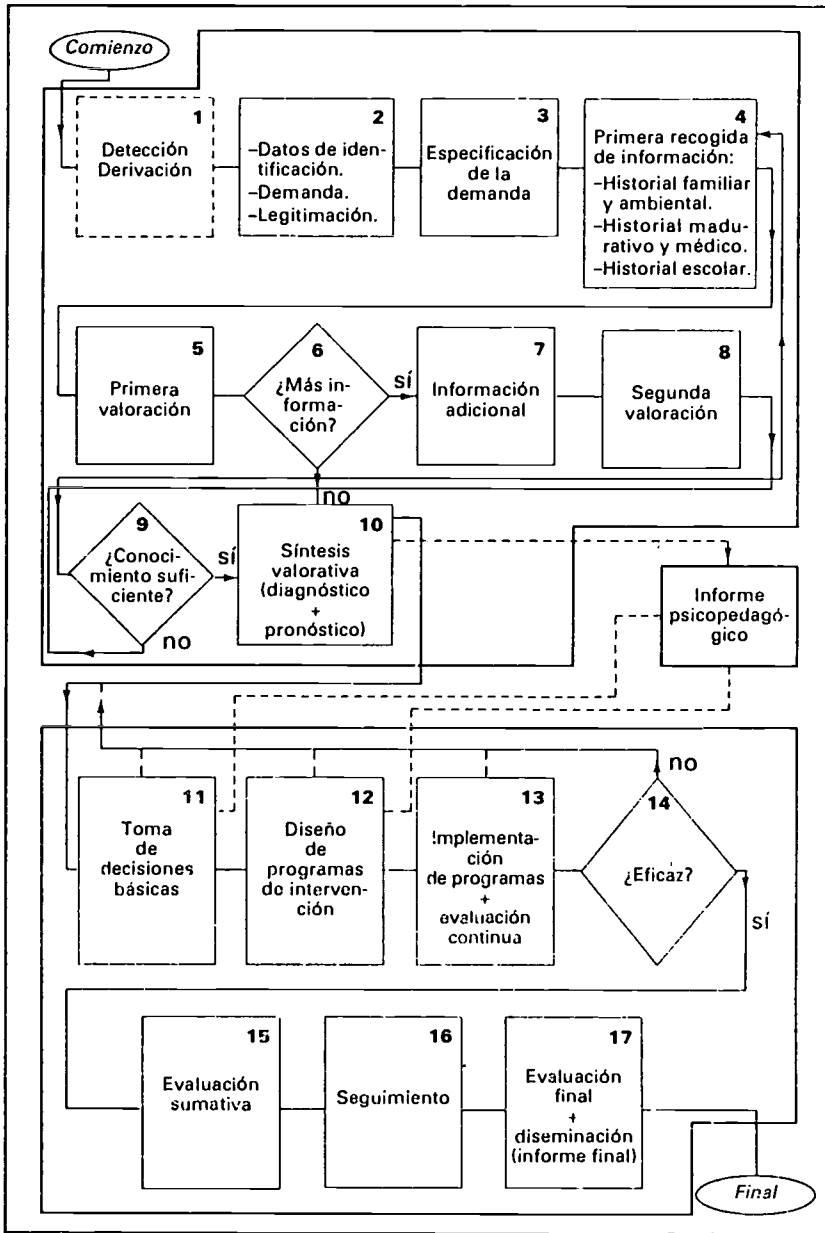 Comienzo
1
Detección
Derivación
2
–Datos de iden-
tificación.
–Demanda.
–Legitimación.
3
Especificación
de la
demanda
4
Primera recogida
de información:
–Historial familiar
y ambiental.
–Historial madu-
rativo y médico.
–Historial escolar.
5
Primera
valoración
6
¿Más in-
forma-
ción?
sí
no
7
Información
adicional
8
Segunda
valoración
9
¿Conoci-
miento sufi-
ciente?
sí
no
10
Síntesis
valorativa
(diagnóstico
+
pronóstico)
Informe
psicopedagó-
gico
11
Toma
de
decisiones
básicas
12
Diseño
de
programas
de interven-
ción
13
Implementa-
ción
de programas
+
evaluación
continua
14
¿Eficaz?
no
sí
15
Evaluación
sumativa
16
Seguimiento
17
Evaluación
final
+
diseminación
(informe final)
Final